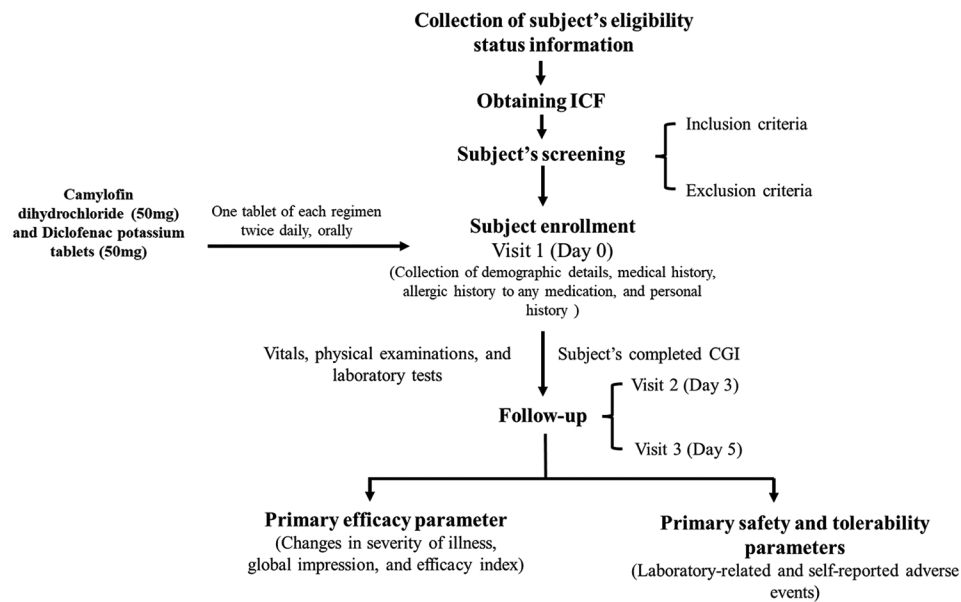 Collection of subject's eligibility
status information
Obtaining ICF
Subject's screening
Inclusion criteria
Exclusion criteria
Camylofin
dihydrochloride (50mg)
and Diclofenac potassium
tablets (50mg)
One tablet of each regimen
twice daily, orally
Subject enrollment
Visit 1 (Day 0)
(Collection of demographic details, medical history,
allergic history to any medication, and personal
history )
Vitals, physical examinations, and
laboratory tests
Subject's completed CGI
Follow-up
Visit 2 (Day 3)
Visit 3 (Day 5)
Primary efficacy parameter
(Changes in severity of illness,
global impression, and efficacy index)
Primary safety and tolerability
parameters
(Laboratory-related and self-reported adverse
events)